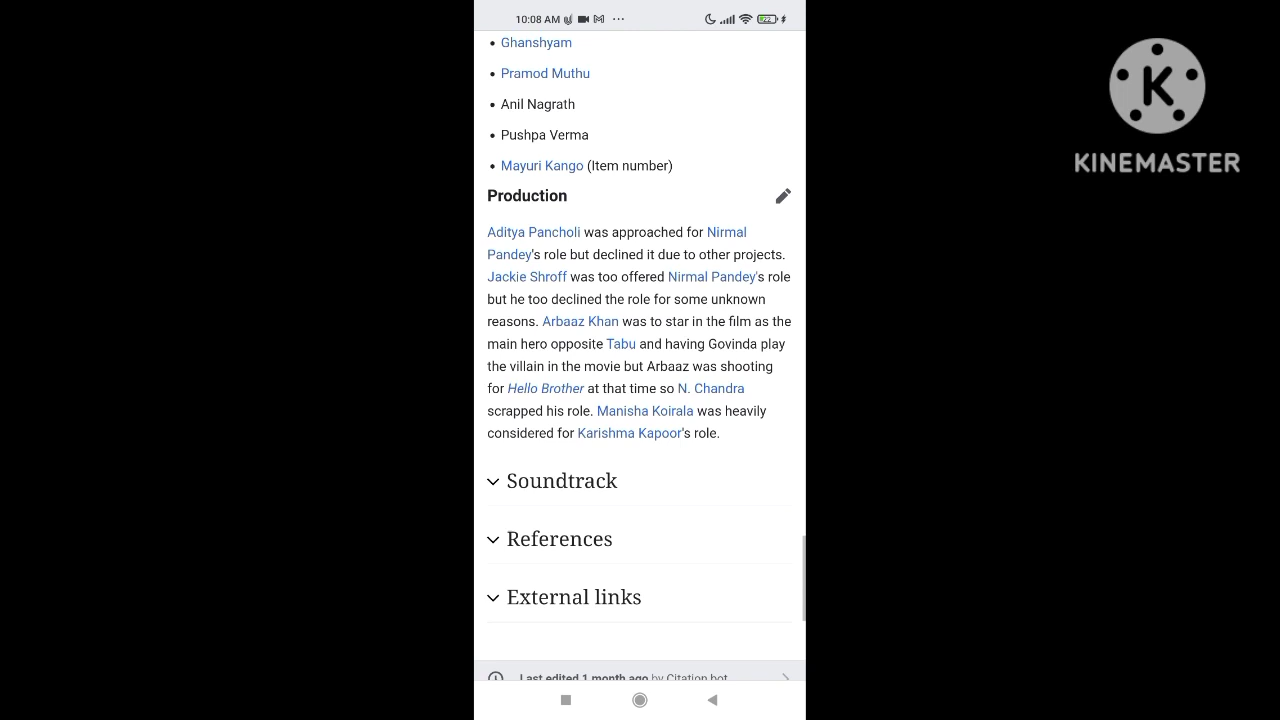 10:08 AM
Ghanshyam
Pramod Muthu
Anil Nagrath
Pushpa Verma
Mayuri Kango (Item number)
Production
Aditya Pancholi was approached for Nirmal
Pandey's role but declined it due to other projects.
Jackie Shroff was too offered Nirmal Pandey's role
but he too declined the role for some unknown
reasons. Arbaaz Khan was to star in the film as the
main hero opposite Tabu and having Govinda play
the villain in the movie but Arbaaz was shooting
for Hello Brother at that time so N. Chandra
scrapped his role. Manisha Koirala was heavily
considered for Karishma Kapoor's role.
Soundtrack
References
External links
Last edited 1 month ago by Citation bot
K
KINEMASTER